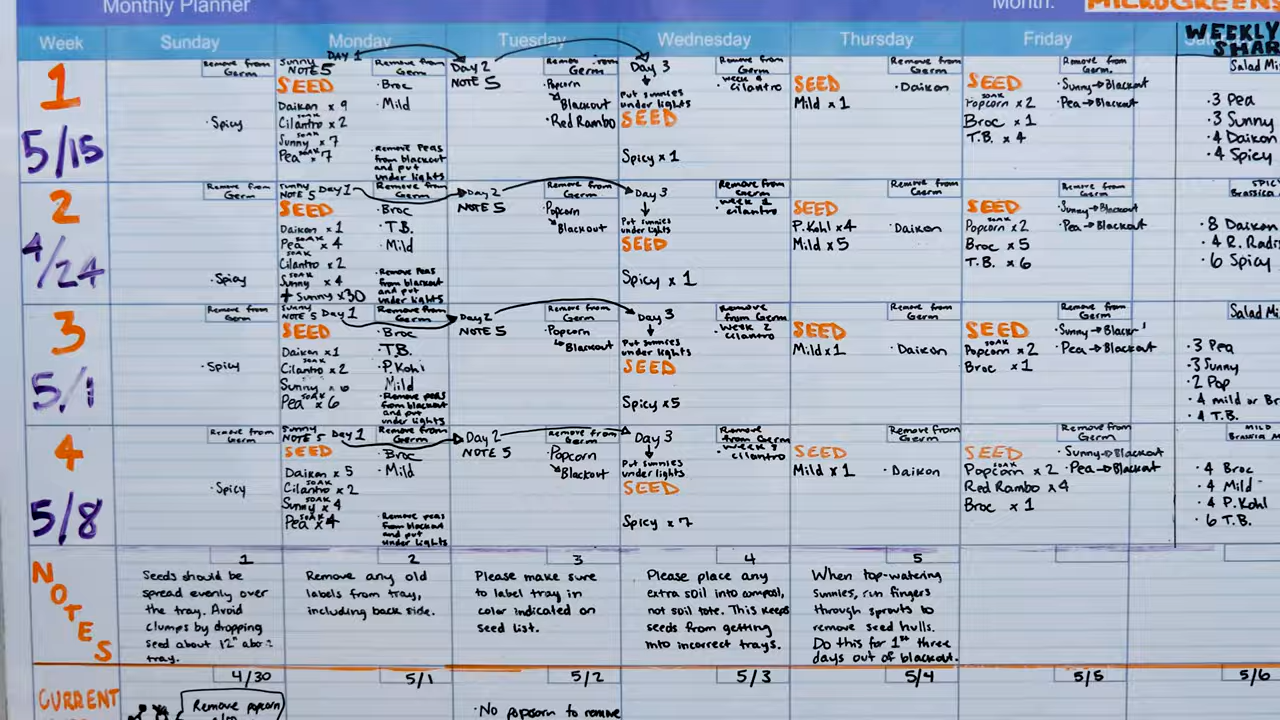 Monthly Planner
Month: MICROGREENS
Week Sunday Monday Tuesday Wednesday Thursday Friday
WEEKLY
SHAR
1
5/15
Remove from
Germ
·Spicy
Sunny DAY 1
NOTE 5
SEED
Daikon x 9
Cilantro x 2
soak
Sunny x 7
soak
Pea x 7
Remove from
Germ
·Broc
·Mild
·Remove Peas
from blackout
and put
under lights
Day 2
NOTE 5
Remove from
Germ
·Popcorn
Blackout
·Red Rambo
Day 3
Put sunnies
under lights
SEED
Spicy x 1
Remove from
Germ
·Cilantro
SEED
Mild x 1
·Daikon
SEED
soak
Popcorn x 2
Broc x 1
T.B. x 4
Remove from
Germ.
·Sunny→Blackout
·Pea→Blackout
Salad Mi
·3 Pea
·3 Sunny
·4 Daikon
·4 Spicy
2
4/24
Remove from
Germ
·Spicy
Sunny Day 1
NOTE 5
SEED
Daikon x 1
soak
Pea x 4
Cilantro x 2
soak
Sunny x 4
+ Sunny x30
Remove from
Germ
·Broc
·T.B.
·Mild
·Remove Peas
from blackout
and put
under lights
Day 2
NOTE 5
Remove from
Germ
·Popcorn
Blackout
Day 3
Put sunnies
under lights
SEED
Spicy x 1
Remove from
Germ
cilantro
SEED
P. Kohl x4
Mild x5
·Daikon
SEED
soak
Popcorn x 2
Broc x 5
T.B. x 6
Remove from
Germ
·Sunny→Blackout
·Pea→Blackout
SPIC
Brassica
·8 Daikon
·4 R. Radi
·6 Spicy
3
5/1
Remove from
Germ
·Spicy
Sunny
NOTE 5 Day 1
SEED
Daikon x1
soak
Cilantro x 2
Sunny x 6
soak
Pea x 6
Remove from
Germ
·Broc
T.B.
·P.Kohl
Mild
·Remove peas
from blackout
and put
under lights
Day 2
NOTE 5
Remove from
Germ
·Popcorn
Blackout
Day 3
Put sunnies
under lights
SEED
Spicy x5
Remove
from Germ
·week 2
cilantro
SEED
Mild x 1
Remove from
Germ
·Daikon
SEED
soak
Popcorn x 2
Broc x 1
Remove from
Germ
·Sunny→Black
·Pea→Blackout
Salad Mi
·3 Pea
·3 Sunny
·2 Pop
·4 mild or Br
·4 T.B.
4
5/8
Remove from
Germ
·Spicy
Sunny
NOTE 5 Day 1
SEED
Daikon x 5
Cilantro x 2
soak
Sunny x 4
soak
Pea x 4
Remove from
Germ
·Broc
·Mild
·Remove peas
from blackout
and put
under lights
Day 2
NOTE 5
Remove from
Germ
·Popcorn
Blackout
Day 3
Put sunnies
under lights
SEED
Spicy x 7
Remove
from Germ
cilantro
SEED
Mild x 1
Remove from
Germ
·Daikon
SEED
soak
Popcorn x 2
Red Rambo x 4
Broc x 1
Remove from
Germ
·Sunny→Blackout
·Pea→Blackout
MILD
Brassica M
·4 Broc
·4 Mild
·4 P.Kohl
·6 T.B.
NOTES
1
Seeds should be
spread evenly over
the tray. Avoid
clumps by dropping
seed about 12" above
tray.
2
Remove any old
labels from tray,
including back side.
3
Please make sure
to label tray in
color indicated on
seed list.
4
Please place any
extra soil into compost,
not soil tote. This keeps
seeds from getting
into incorrect trays.
5
When top-watering
sunnies, run fingers
through sprouts to
remove seed hulls.
Do this for 1st three
days out of blackout.
CURRENT
4/30 5/1 5/2 5/3 5/4 5/5 5/6
Remove popcorn
·No popcorn to remove